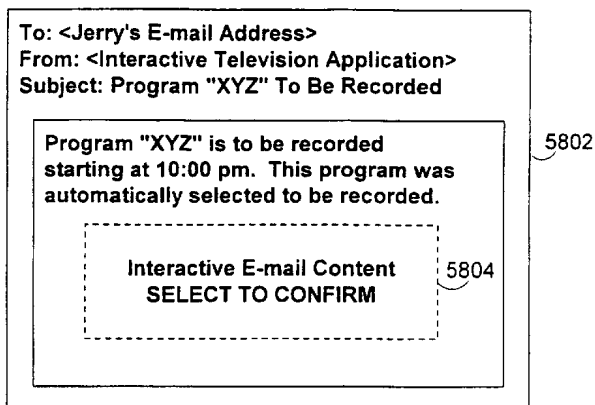 To: <Jerry's E-mail Address>
From: <Interactive Television Application>
Subject: Program "XYZ" To Be Recorded
Program "XYZ" is to be recorded
starting at 10:00 pm. This program was
automatically selected to be recorded.
5802
Interactive E-mail Content
SELECT TO CONFIRM
5804